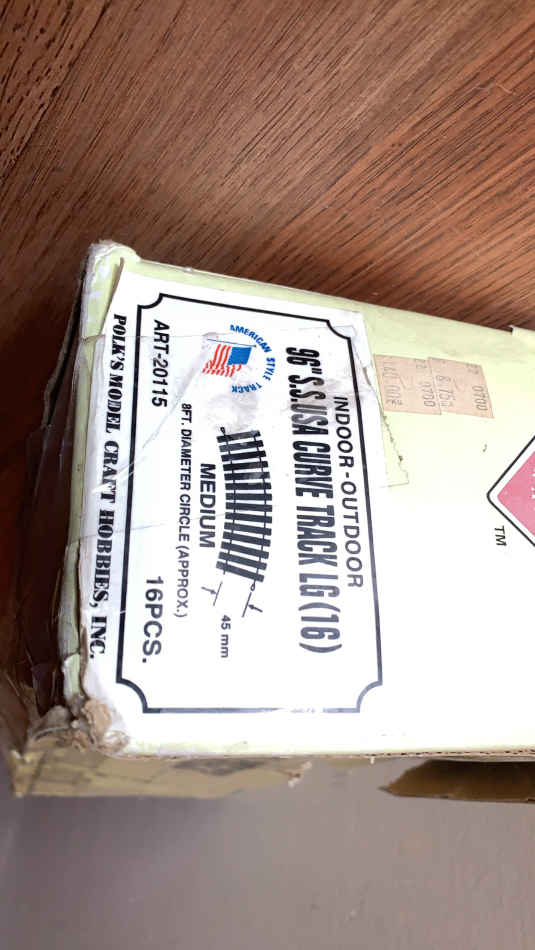 INDOOR-OUTDOOR
96" S.S. USA CURVE TRACK LG (16)
AMERICAN STYLE TRACK
45 mm
MEDIUM
8FT. DIAMETER CIRCLE (APPROX.)
ART-20115
16PCS.
POLK'S MODEL CRAFT HOBBIES, INC.
TM